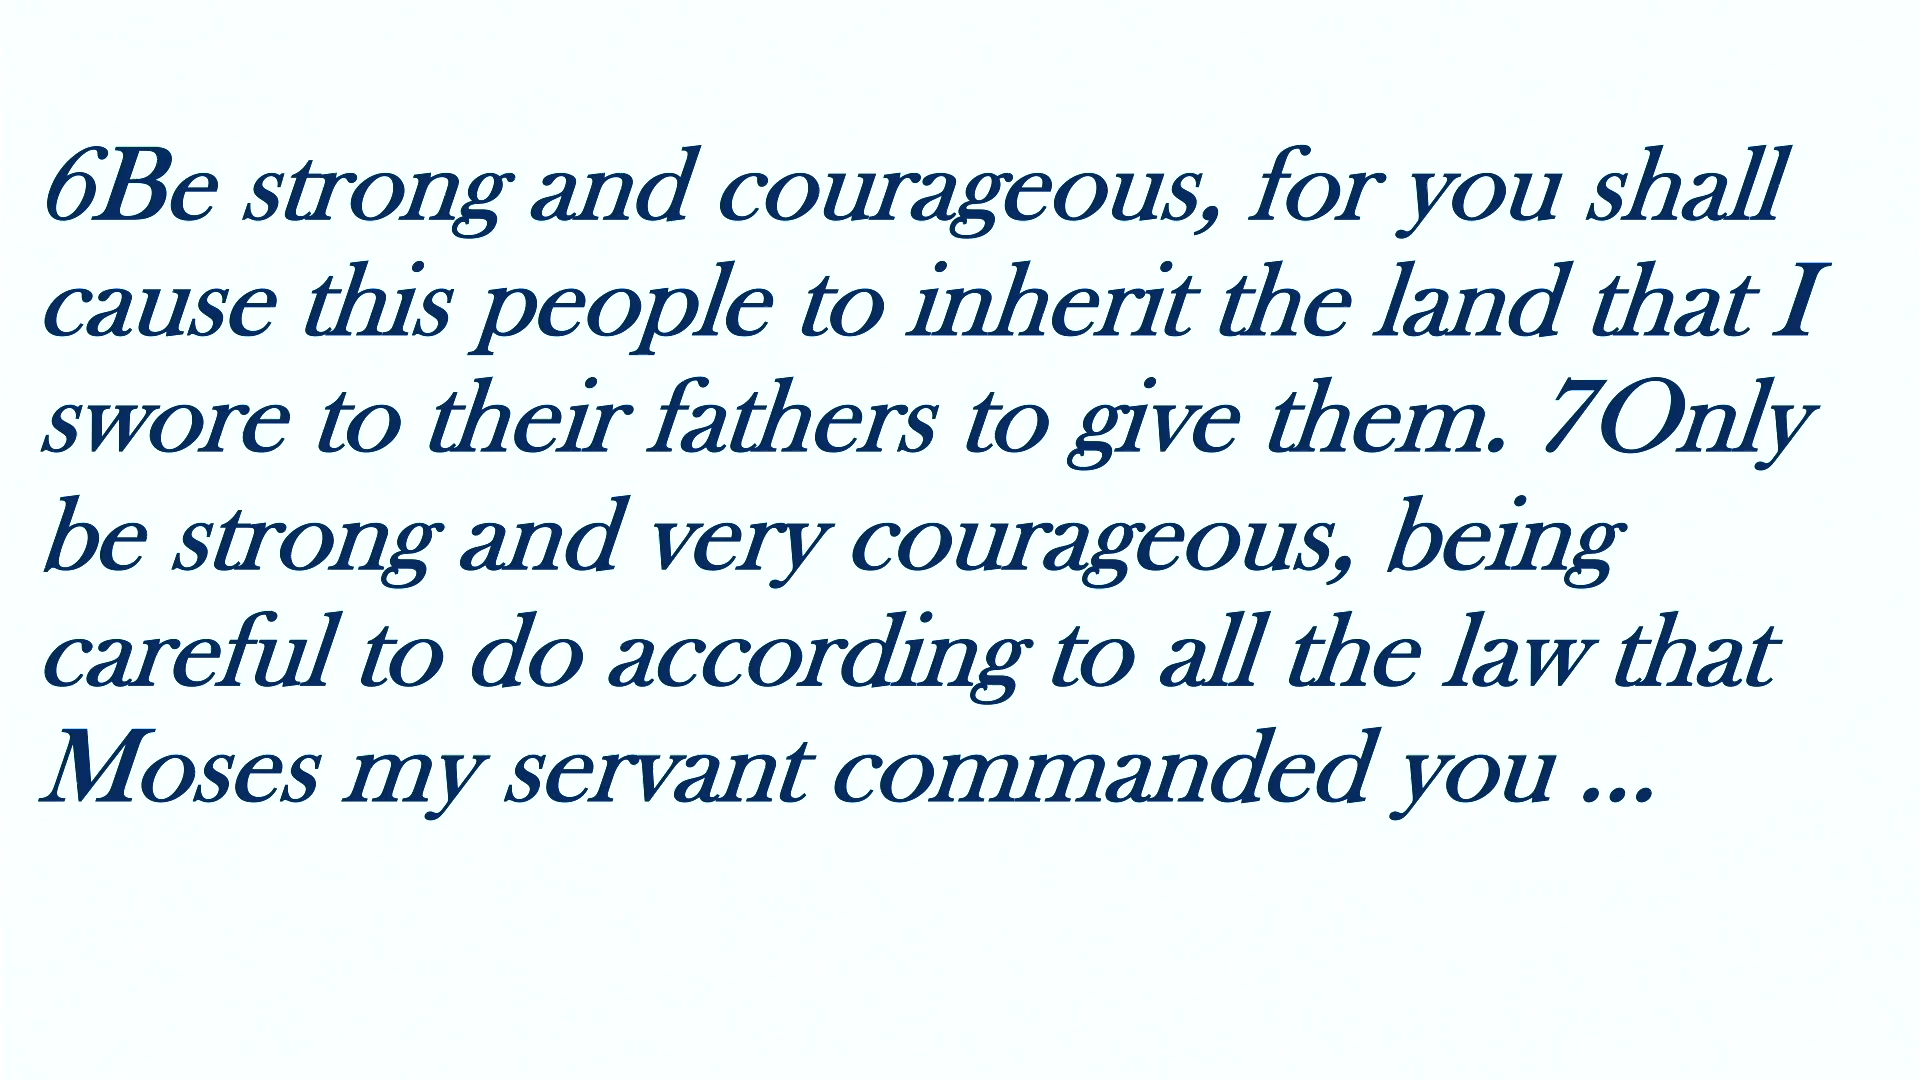 6Be strong and courageous, for you shall
cause this people to inherit the land that I
swore to their fathers to give them. 7Only
be strong and very courageous, being
careful to do according to all the law that
Moses my servant commanded you ...